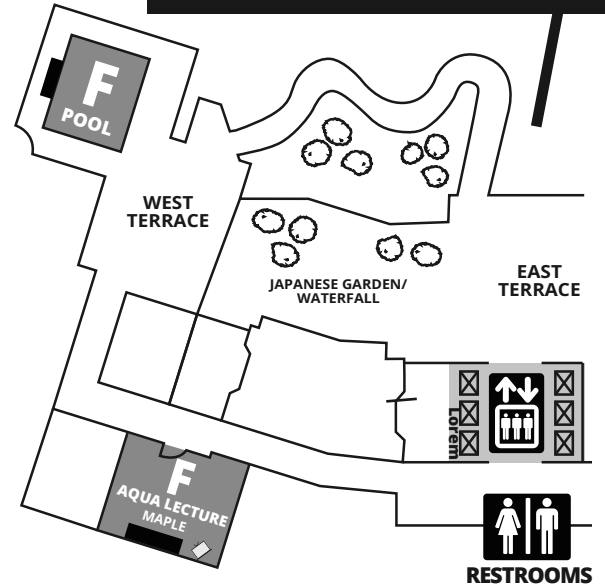 F
POOL
WEST
TERRACE
JAPANESE GARDEN/
WATERFALL
EAST
TERRACE
Lorem
F
AQUA LECTURE
MAPLE
RESTROOMS